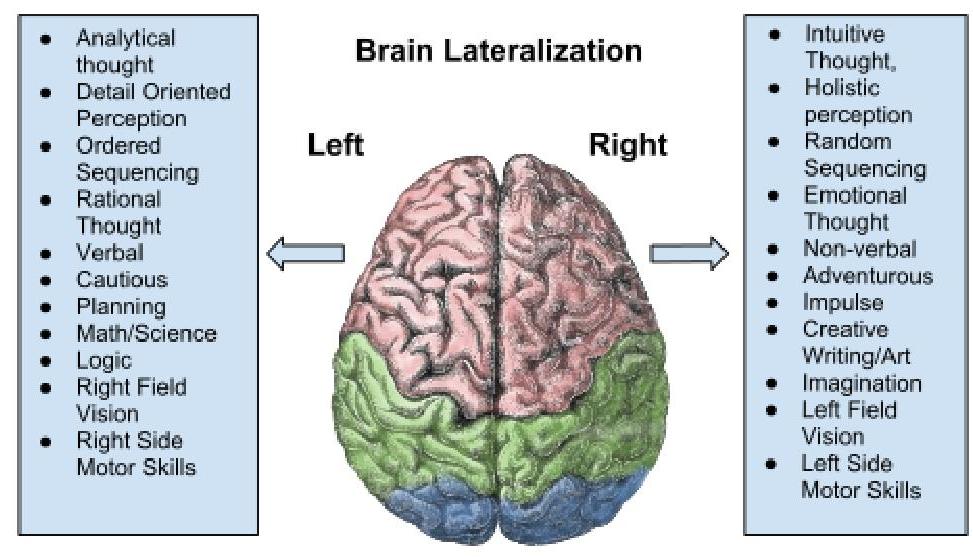 Brain Lateralization
Left
Right
● Analytical
thought
● Detail Oriented
Perception
● Ordered
Sequencing
● Rational
Thought
● Verbal
● Cautious
● Planning
● Math/Science
● Logic
● Right Field
Vision
● Right Side
Motor Skills
● Intuitive
Thought,
● Holistic
perception
● Random
Sequencing
● Emotional
Thought
● Non-verbal
● Adventurous
● Impulse
● Creative
Writing/Art
● Imagination
● Left Field
Vision
● Left Side
Motor Skills